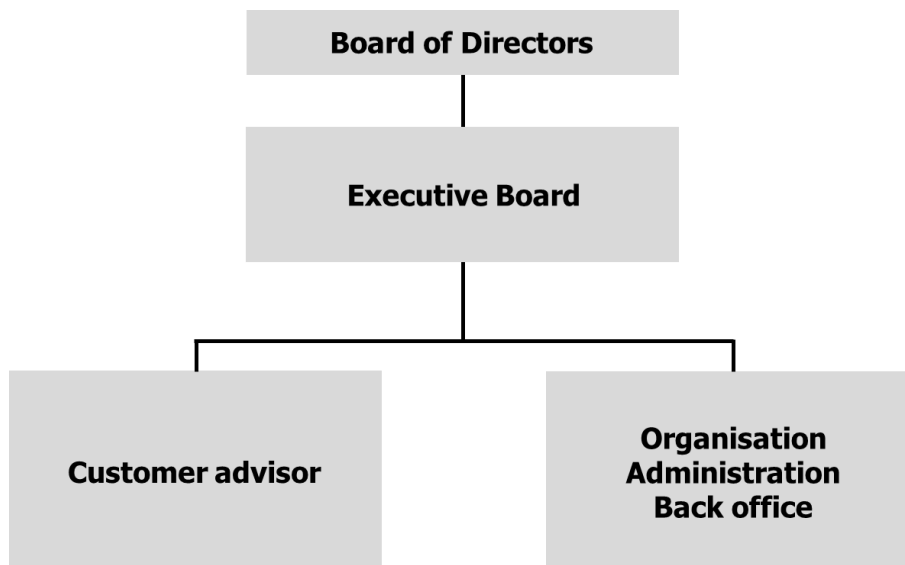 Board of Directors
Executive Board
Customer advisor
Organisation
Administration
Back office